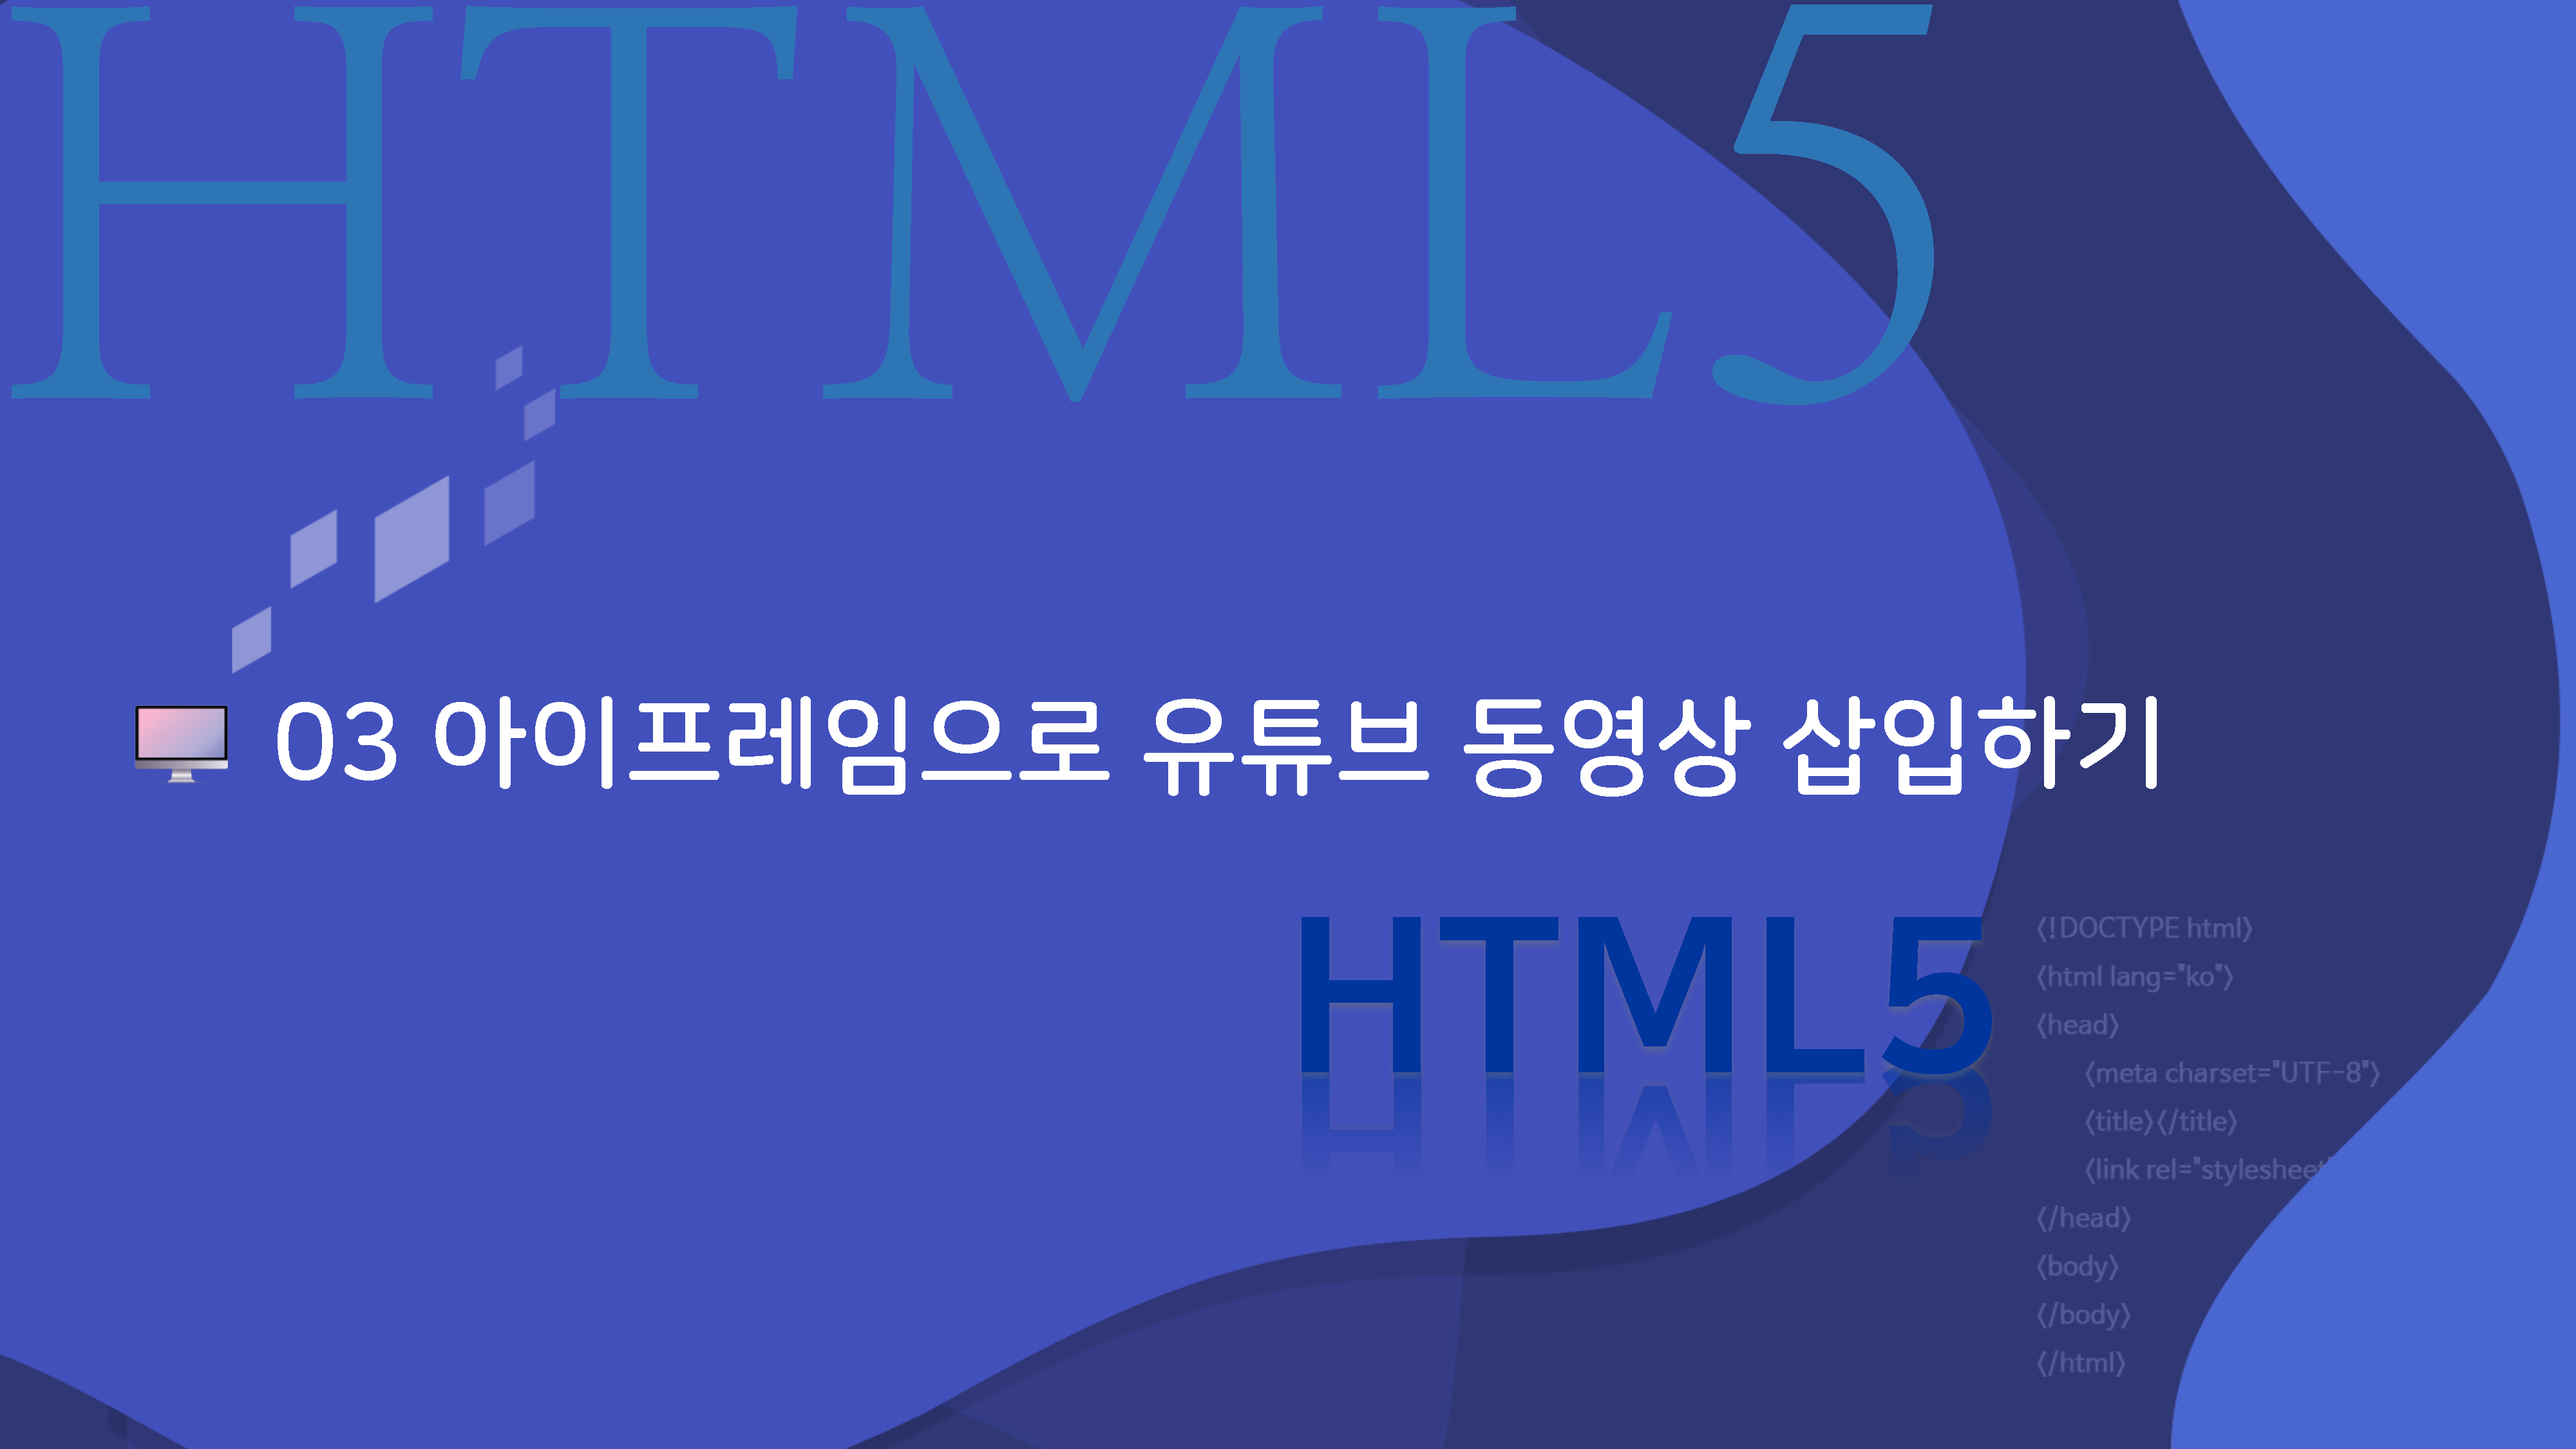 HTML5
03 아이프레임으로 유튜브 동영상 삽입하기
HTML5
<!DOCTYPE html>
<html lang="ko">
<head>
<meta charset="UTF-8">
<title></title>
<link rel="stylesheet"
</head>
<body>
</body>
</html>